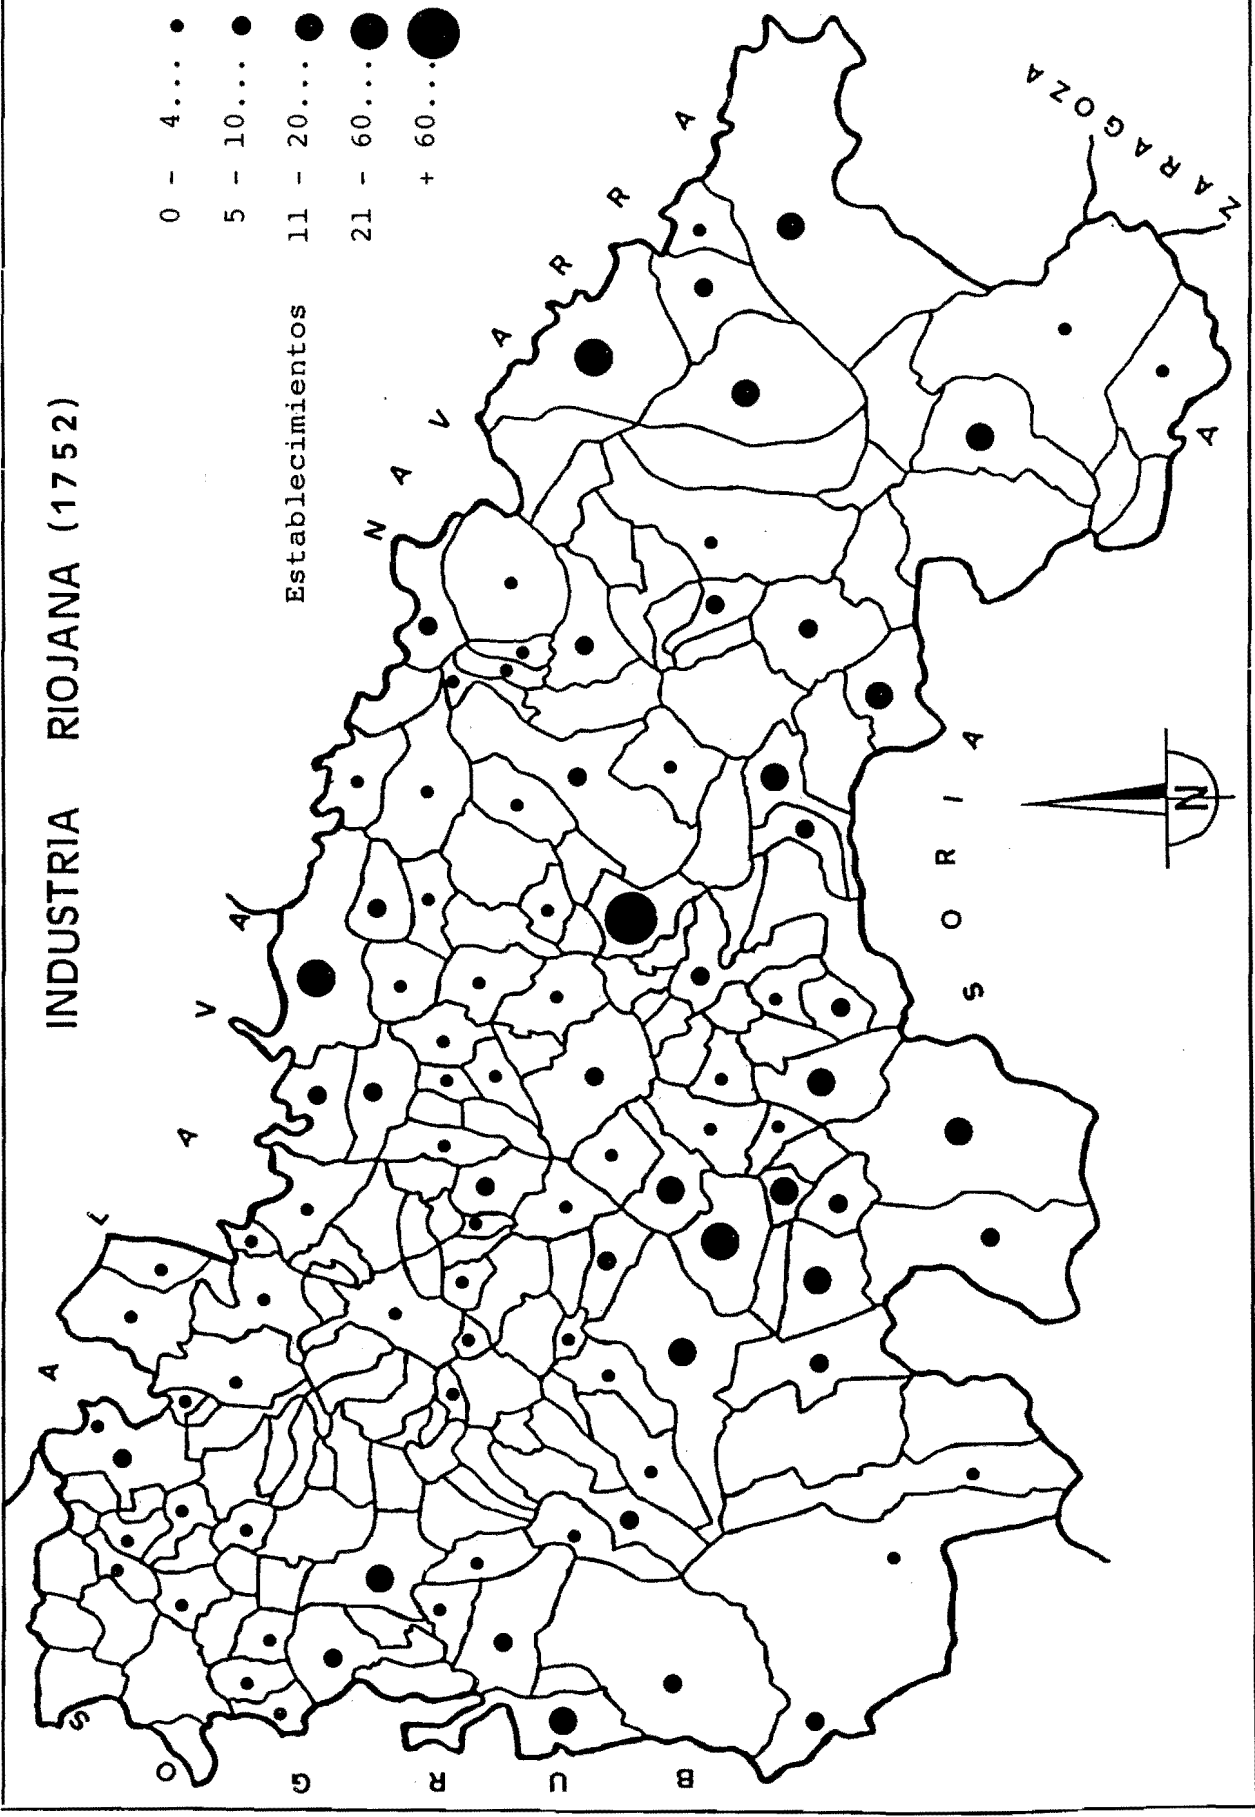 INDUSTRIA RIOJANA (1752)
Establecimientos
0 - 4....
5 - 10...
11 - 20...
21 - 60...
+ 60...
BURGOS
ALAVA
NAVARRA
ZARAGOZA
SORIA
N